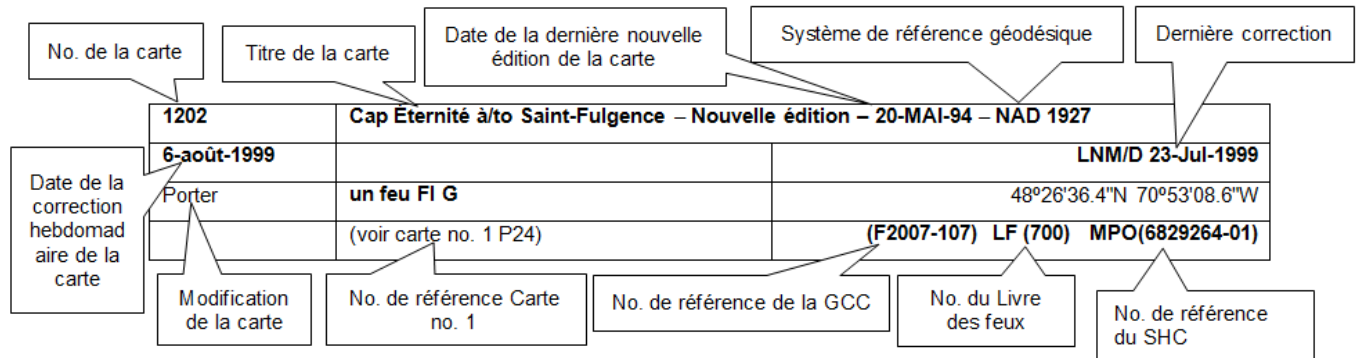 No. de la carte
Titre de la carte
Date de la dernière nouvelle
édition de la carte
Système de référence géodésique
Dernière correction
1202 Cap Éternité à/to Saint-Fulgence – Nouvelle édition – 20-MAI-94 – NAD 1927
6-août-1999 LNM/D 23-Jul-1999
Porter un feu Fl G 48º26'36.4"N 70º53'08.6"W
(voir carte no. 1 P24) (F2007-107) LF (700) MPO(6829264-01)
Date de la
correction
hebdomad
aire de la
carte
Modification
de la carte
No. de référence Carte
no. 1
No. de référence de la GCC
No. du Livre
des feux
No. de référence
du SHC